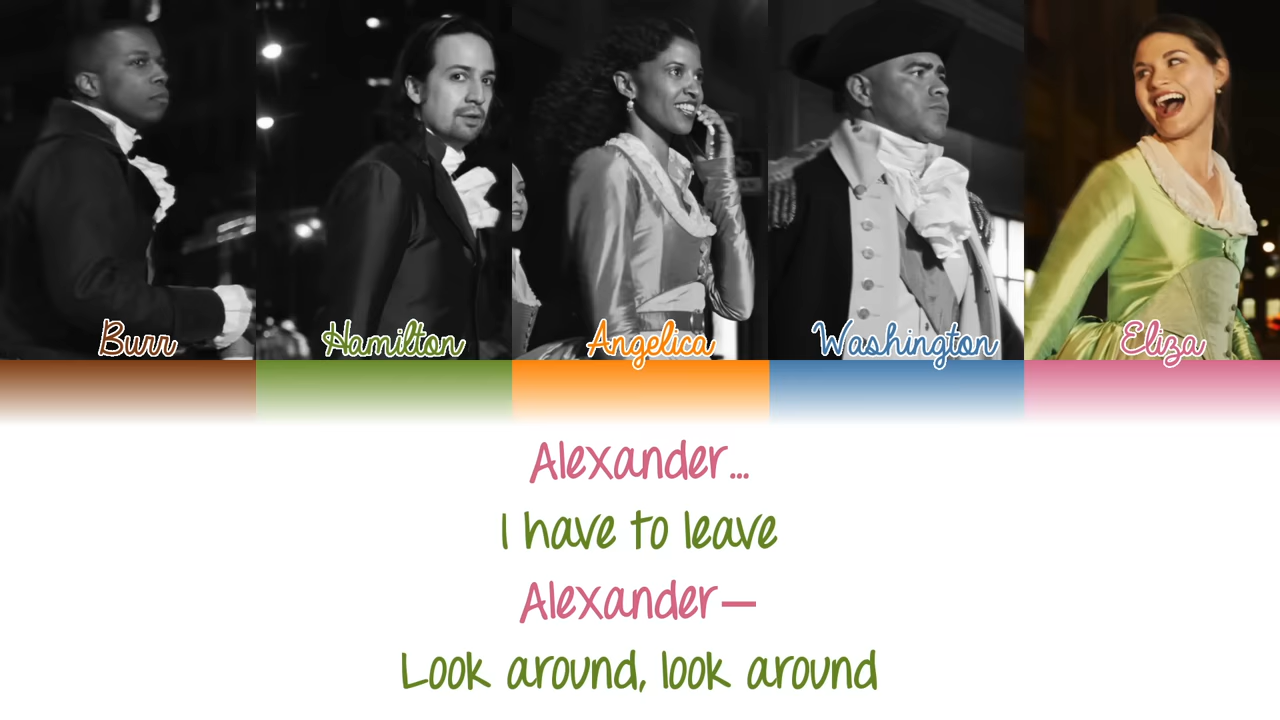 Burr Hamilton Angelica Washington Eliza
Alexander...
I have to leave
Alexander—
Look around, look around